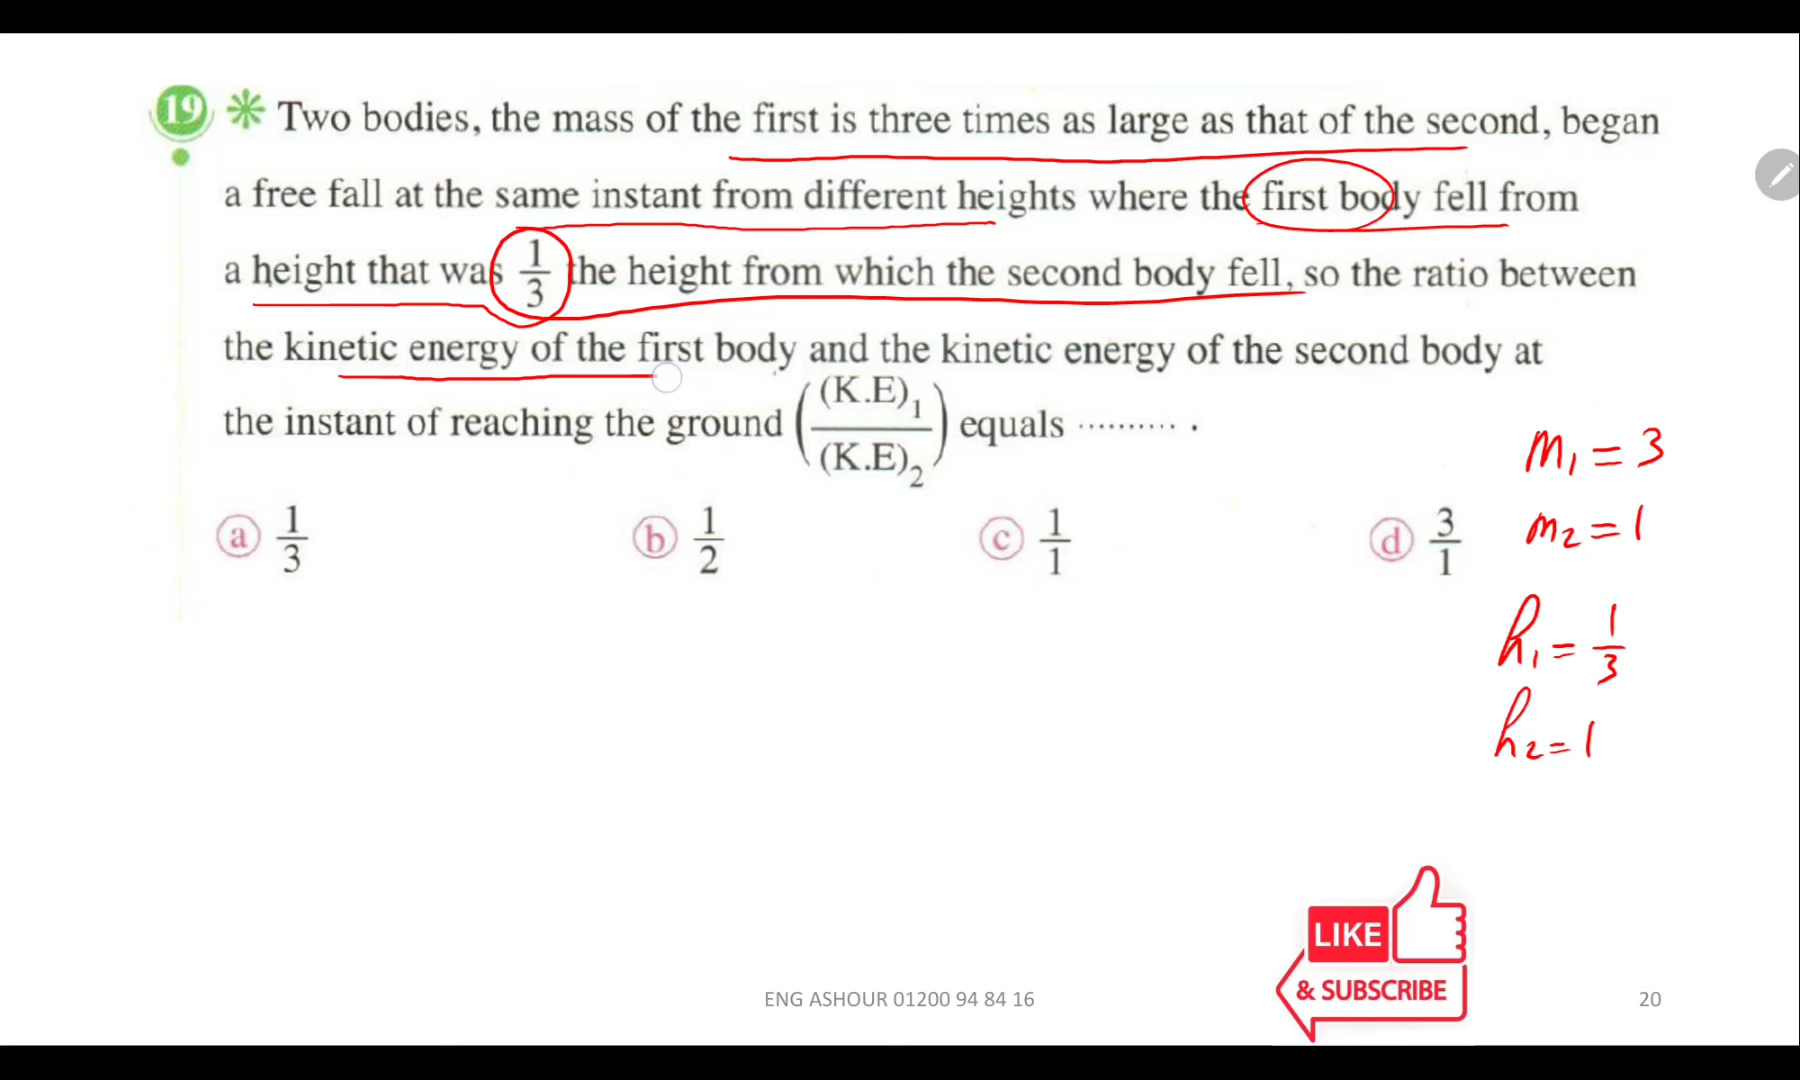 19 * Two bodies, the mass of the first is three times as large as that of the second, began
a free fall at the same instant from different heights where the first body fell from
a height that was 1/3 the height from which the second body fell, so the ratio between
the kinetic energy of the first body and the kinetic energy of the second body at
the instant of reaching the ground ((K.E)₁/(K.E)₂) equals .......... .
a 1/3 b 1/2 c 1/1 d 3/1
m₁ = 3
m₂ = 1
h₁ = 1/3
h₂ = 1
LIKE
& SUBSCRIBE
ENG ASHOUR 01200 94 84 16
20